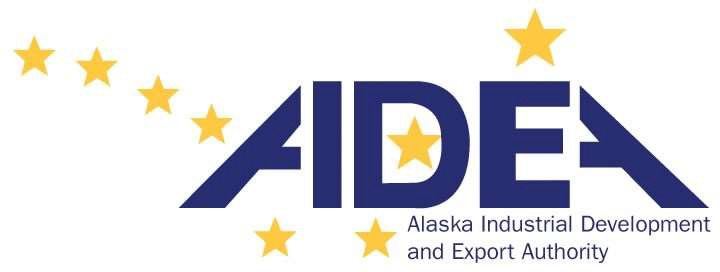 AIDEA
Alaska Industrial Development
and Export Authority